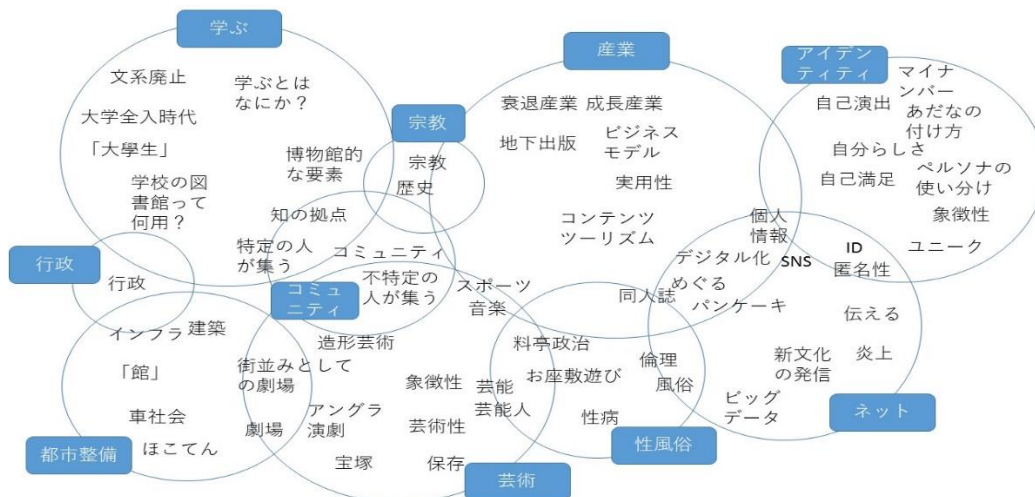 学ぶ
文系廃止
学ぶとは
なにか？
大学全入時代
「大學生」
博物館的
な要素
学校の図
書館って
何用？
知の拠点
特定の人
が集う
宗教
宗教
歴史
産業
衰退産業
成長産業
地下出版
ビジネス
モデル
実用性
コンテンツ
ツーリズム
アイデン
ティティ
マイナ
ンバー
自己演出
あだなの
付け方
自分らしさ
自己満足
ペルソナの
使い分け
象徴性
ユニーク
個人
情報
SNS
ID
匿名性
デジタル化
めぐる
パンケーキ
同人誌
行政
行政
コミュ
ニティ
コミュニティ
不特定の
人が集う
スポーツ
音楽
インフラ
建築
「館」
車社会
ほこてん
都市整備
街並みとして
の劇場
劇場
造形芸術
アングラ
演劇
宝塚
象徴性
芸術性
保存
芸能
芸能人
芸術
料亭政治
お座敷遊び
性病
倫理
風俗
性風俗
伝える
新文化
の発信
炎上
ビッグ
データ
ネット